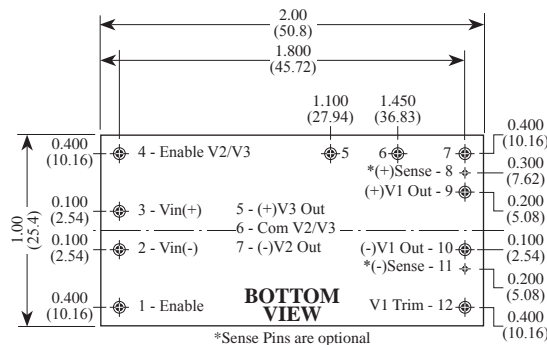 2.00
(50.8)
1.800
(45.72)
1.100
(27.94)
1.450
(36.83)
0.400
(10.16)
4 - Enable V2/V3
5
6
7
0.400
(10.16)
*(+)Sense - 8
0.300
(7.62)
(+)V1 Out - 9
0.200
(5.08)
1.00
(25.4)
0.100
(2.54)
3 - Vin(+)
5 - (+)V3 Out
6 - Com V2/V3
0.100
(2.54)
2 - Vin(-)
7 - (-)V2 Out
(-)V1 Out - 10
0.100
(2.54)
*(-)Sense - 11
0.200
(5.08)
0.400
(10.16)
1 - Enable
BOTTOM
VIEW
V1 Trim - 12
0.400
(10.16)
*Sense Pins are optional